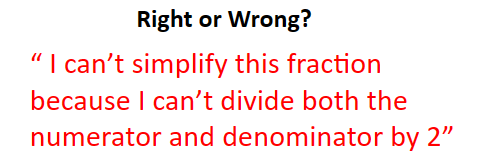 Right or Wrong?
“ I can’t simplify this fraction
because I can’t divide both the
numerator and denominator by 2”